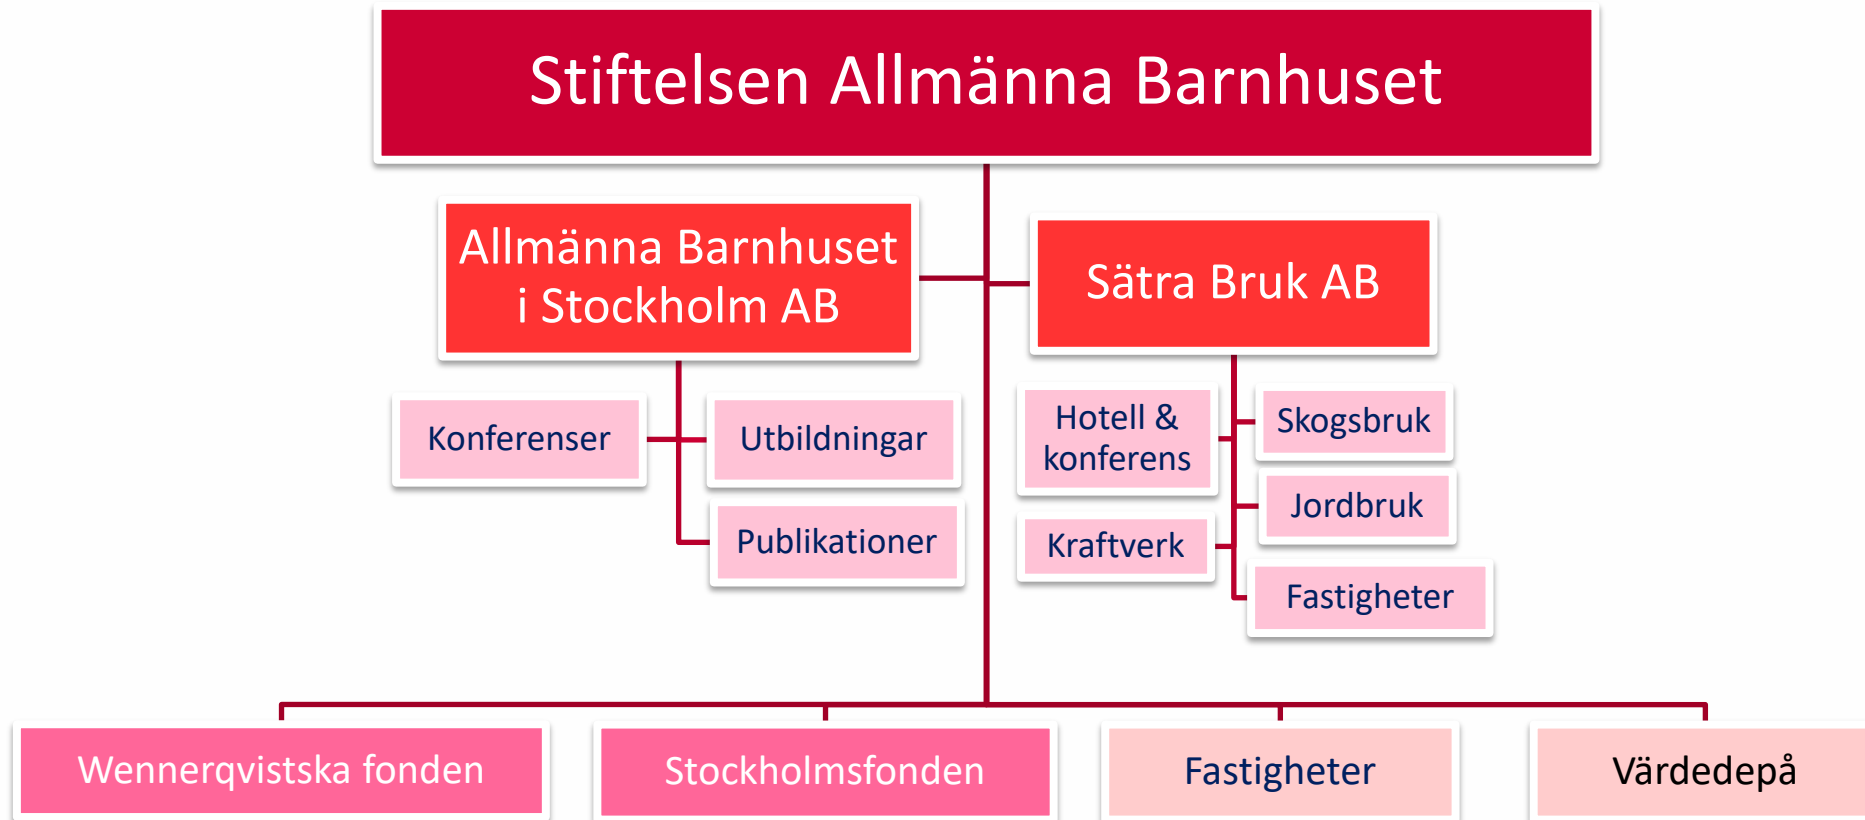 Stiftelsen Allmänna Barnhuset
Allmänna Barnhuset
i Stockholm AB
Sätra Bruk AB
Konferenser
Utbildningar
Publikationer
Hotell &
konferens
Skogsbruk
Jordbruk
Kraftverk
Fastigheter
Wennerqvistska fonden
Stockholmsfonden
Fastigheter
Värdedepå